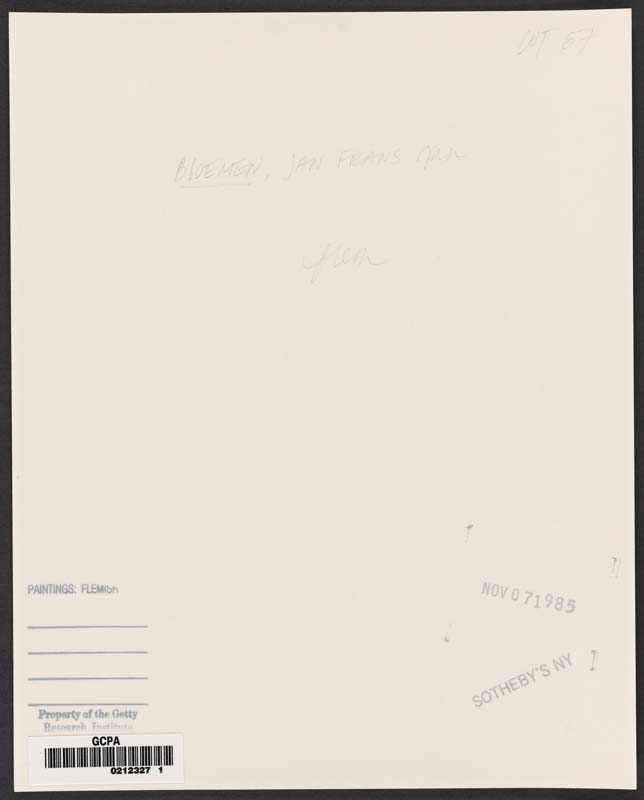 LOT 57
BLOEMEN, JAN FRANS van
flem
PAINTINGS: FLEMISH
NOV 07 1985
SOTHEBY'S NY
Property of the Getty
Research Institute
GCPA
0212327 1